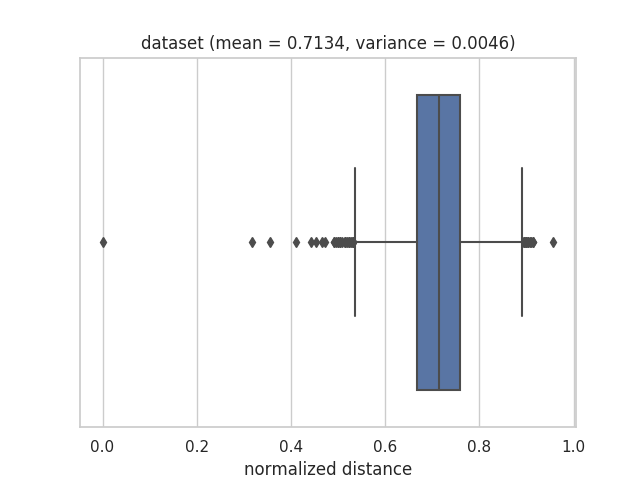 dataset (mean = 0.7134, variance = 0.0046)
0.0 0.2 0.4 0.6 0.8 1.0
normalized distance